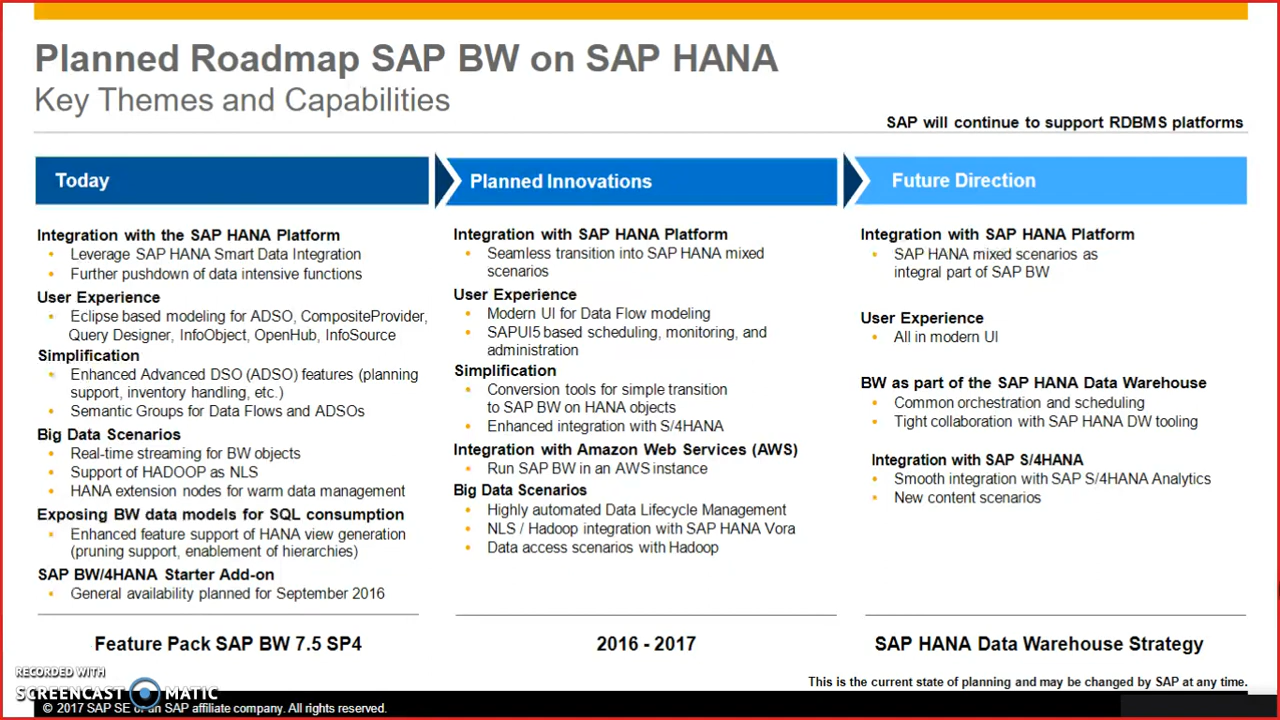 Planned Roadmap SAP BW on SAP HANA
Key Themes and Capabilities
SAP will continue to support RDBMS platforms
Today
Integration with the SAP HANA Platform
• Leverage SAP HANA Smart Data Integration
• Further pushdown of data intensive functions
User Experience
• Eclipse based modeling for ADSO, CompositeProvider,
Query Designer, InfoObject, OpenHub, InfoSource
Simplification
• Enhanced Advanced DSO (ADSO) features (planning
support, inventory handling, etc.)
• Semantic Groups for Data Flows and ADSOs
Big Data Scenarios
• Real-time streaming for BW objects
• Support of HADOOP as NLS
• HANA extension nodes for warm data management
Exposing BW data models for SQL consumption
• Enhanced feature support of HANA view generation
(pruning support, enablement of hierarchies)
SAP BW/4HANA Starter Add-on
• General availability planned for September 2016
Feature Pack SAP BW 7.5 SP4
Planned Innovations
Integration with SAP HANA Platform
• Seamless transition into SAP HANA mixed
scenarios
User Experience
• Modern UI for Data Flow modeling
• SAPUI5 based scheduling, monitoring, and
administration
Simplification
• Conversion tools for simple transition
to SAP BW on HANA objects
• Enhanced integration with S/4HANA
Integration with Amazon Web Services (AWS)
• Run SAP BW in an AWS instance
Big Data Scenarios
• Highly automated Data Lifecycle Management
• NLS / Hadoop integration with SAP HANA Vora
• Data access scenarios with Hadoop
2016 - 2017
Future Direction
Integration with SAP HANA Platform
• SAP HANA mixed scenarios as
integral part of SAP BW
User Experience
• All in modern UI
BW as part of the SAP HANA Data Warehouse
• Common orchestration and scheduling
• Tight collaboration with SAP HANA DW tooling
Integration with SAP S/4HANA
• Smooth integration with SAP S/4HANA Analytics
• New content scenarios
SAP HANA Data Warehouse Strategy
This is the current state of planning and may be changed by SAP at any time.
RECORDED WITH
SCREENCAST MATIC
© 2017 SAP SE or an SAP affiliate company. All rights reserved.